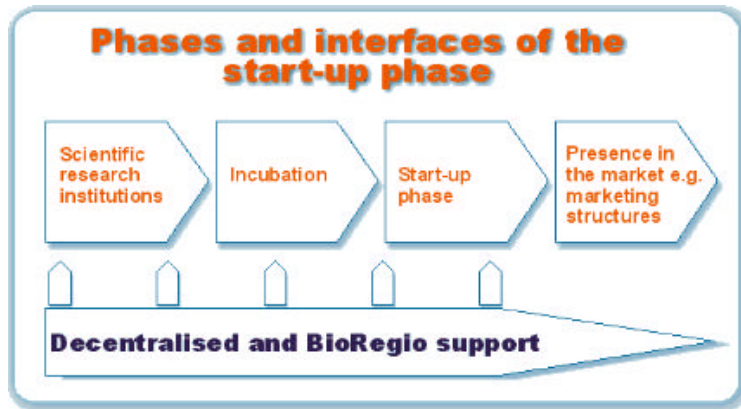 Phases and interfaces of the
start-up phase
Scientific
research
institutions
Incubation
Start-up
phase
Presence in
the market e.g.
marketing
structures
Decentralised and BioRegio support